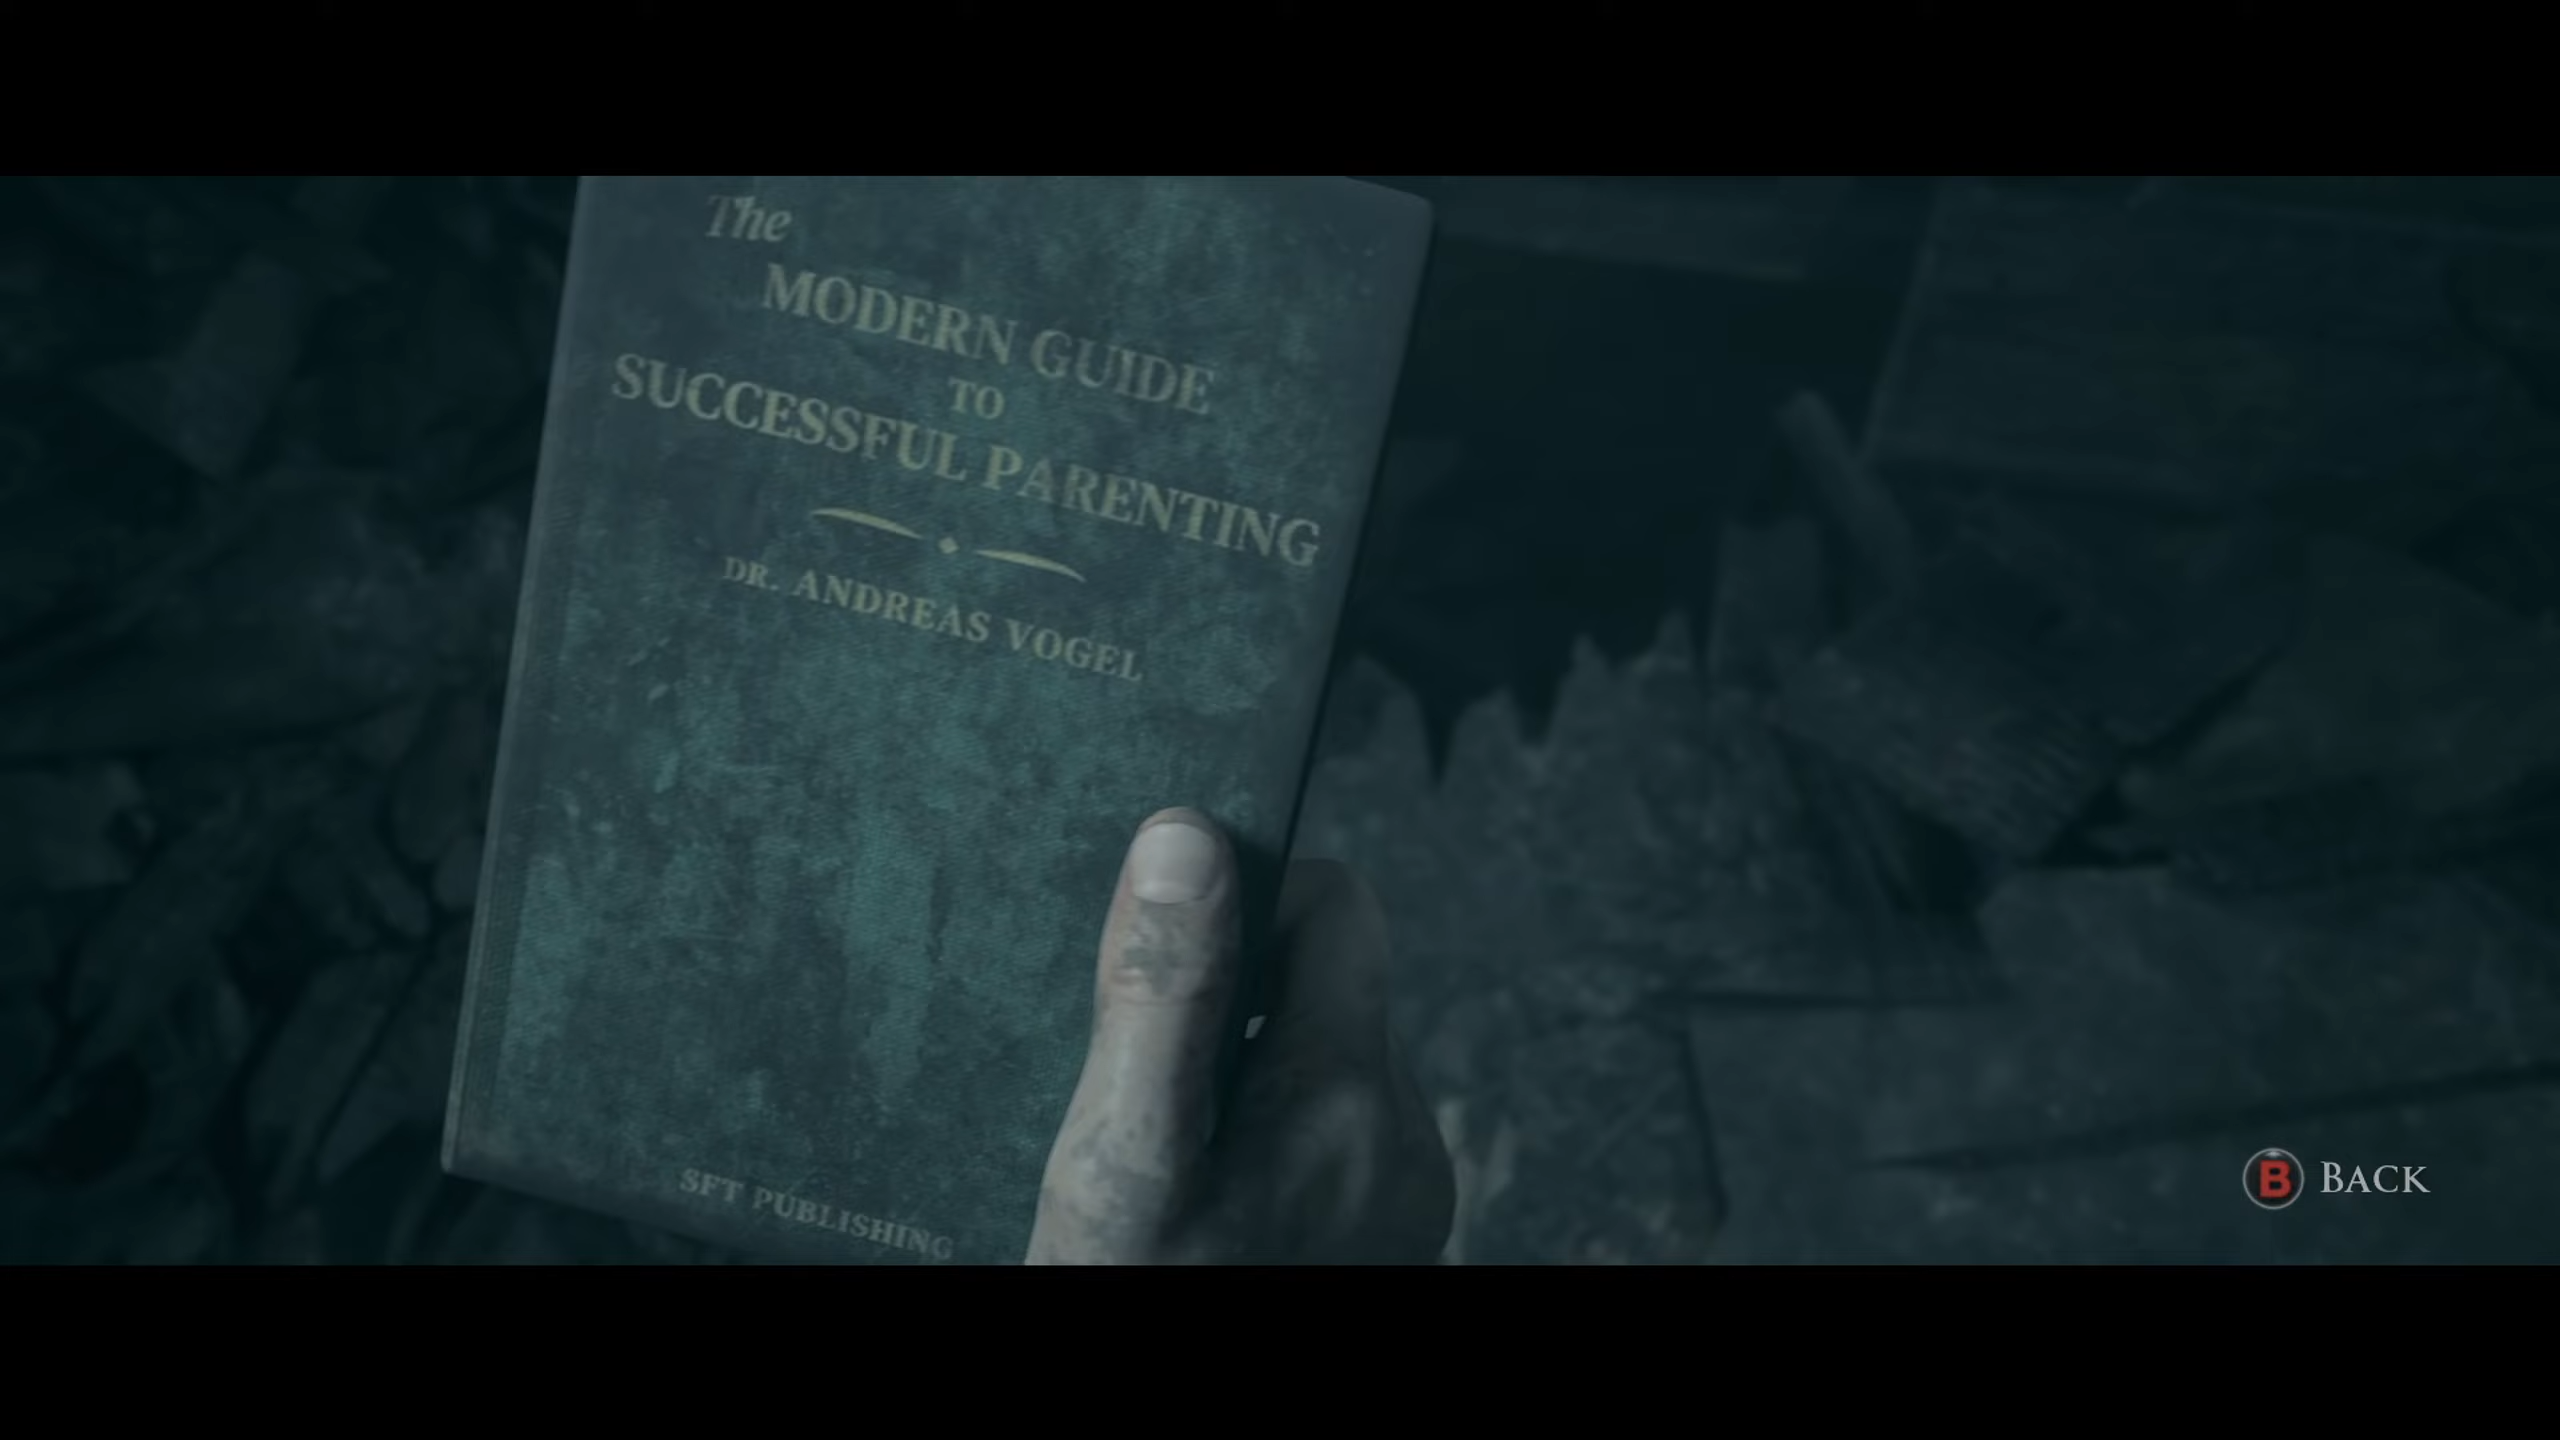 The
MODERN GUIDE
TO
SUCCESSFUL PARENTING
DR. ANDREAS VOGEL
SFT PUBLISHING
B BACK